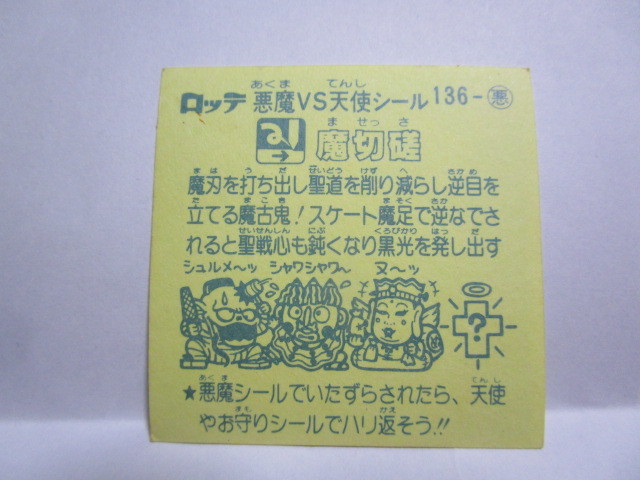 ロッテ 悪魔VS天使シール 136-悪
あくま てんし
魔切磋
ま せっさ
魔刃を打ち出し聖道を削り減らし逆目を
まほう だ せいどう けず へ さかめ
立てる魔古鬼！スケート魔足で逆なでさ
た まこき まそく さか
れると聖戦心も鈍くなり黒光を発し出す
せいせんしん にぶ くろびかり はつ だ
シュルメ〜ッ シャワシャワ〜 ヌ〜ッ
?
★悪魔シールでいたずらされたら、天使
あくま てんし
やお守りシールでハリ返そう!!
まも かえ